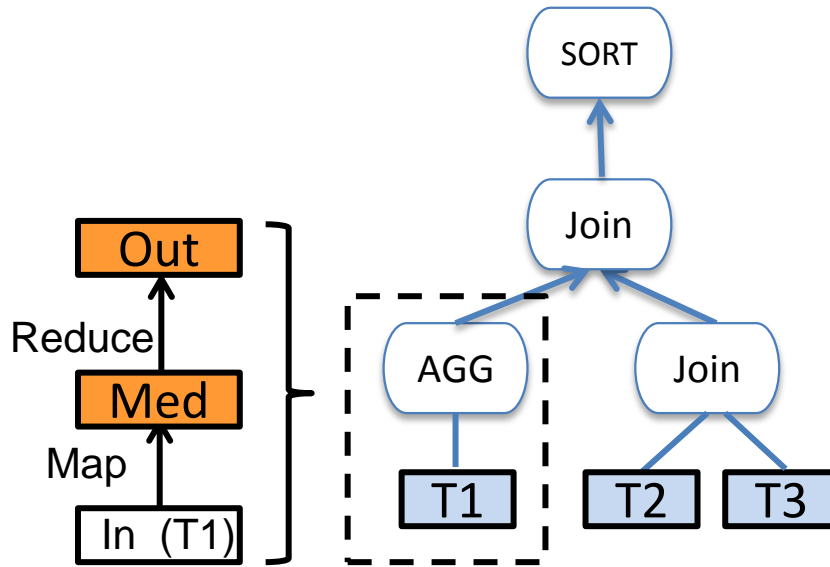 SORT
Join
Out
Reduce
AGG
Join
Med
Map
T1
T2
T3
In (T1)